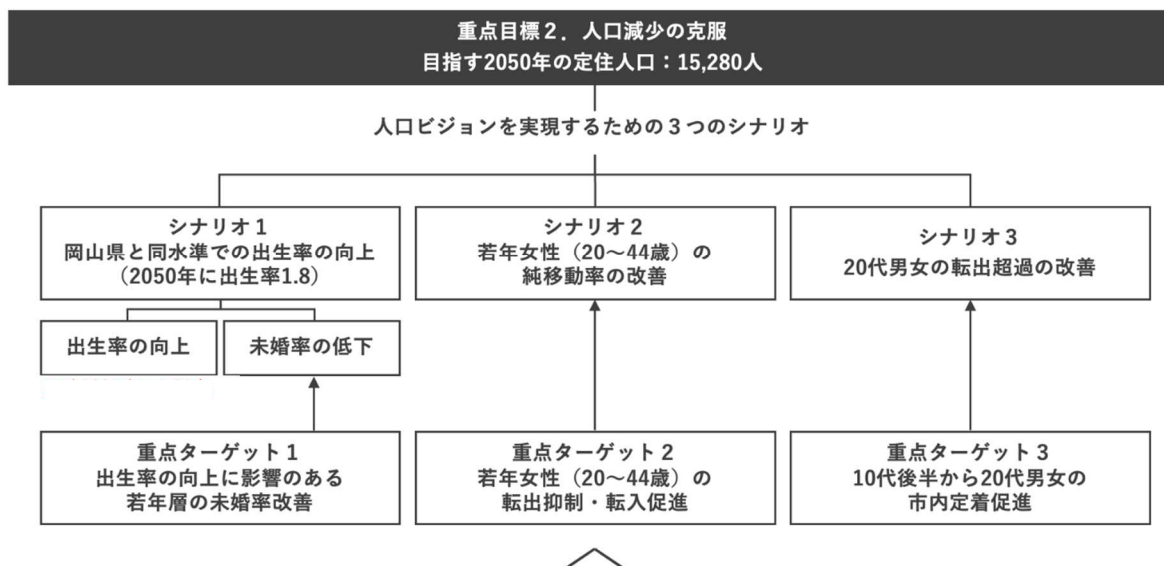 重点目標２．人口減少の克服
目指す2050年の定住人口：15,280人
人口ビジョンを実現するための３つのシナリオ
シナリオ１
岡山県と同水準での出生率の向上
（2050年に出生率1.8）
シナリオ２
若年女性（20～44歳）の
純移動率の改善
シナリオ３
20代男女の転出超過の改善
出生率の向上
未婚率の低下
重点ターゲット１
出生率の向上に影響のある
若年層の未婚率改善
重点ターゲット２
若年女性（20～44歳）の
転出抑制・転入促進
重点ターゲット３
10代後半から20代男女の
市内定着促進